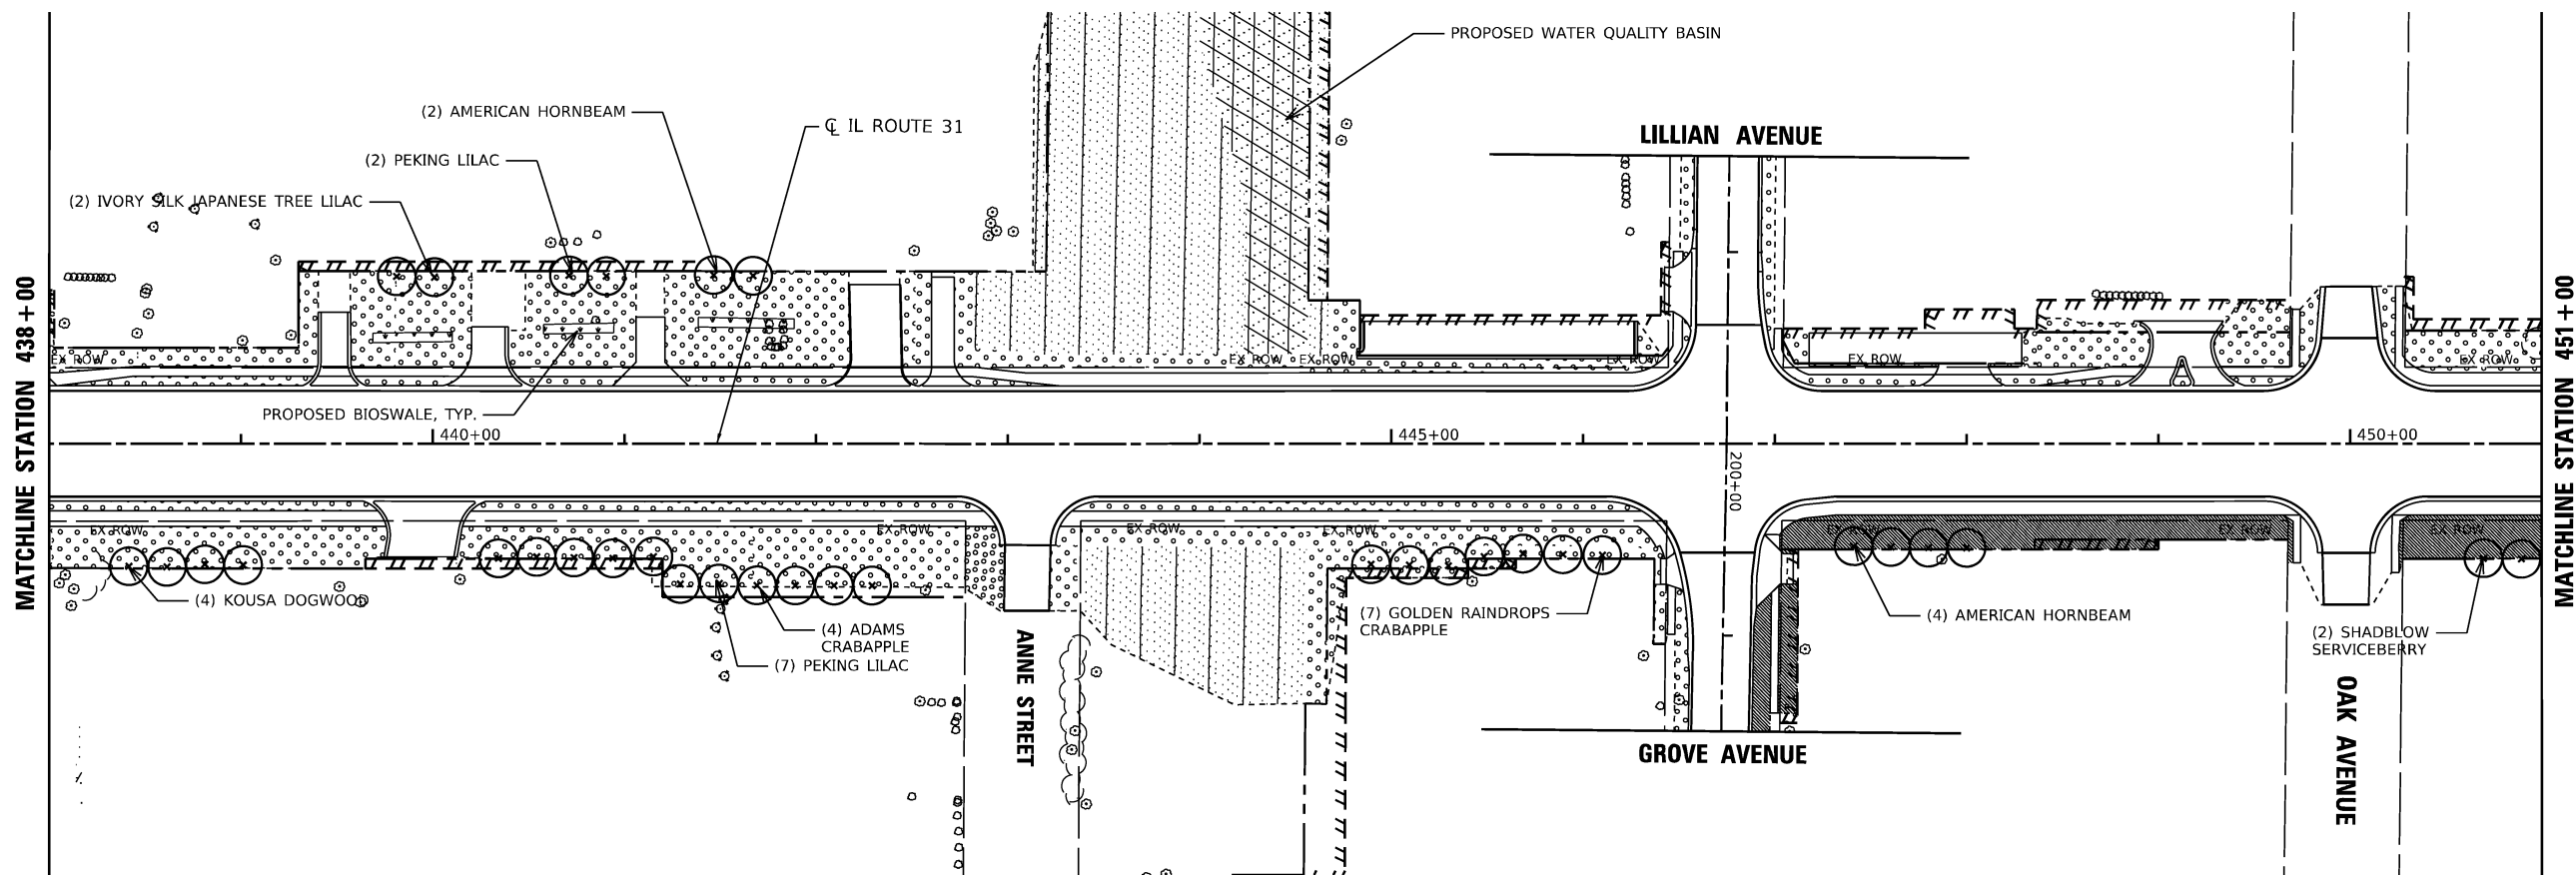 PROPOSED WATER QUALITY BASIN
(2) AMERICAN HORNBEAM
℄ IL ROUTE 31
LILLIAN AVENUE
(2) PEKING LILAC
(2) IVORY SILK JAPANESE TREE LILAC
MATCHLINE STATION 438+00
MATCHLINE STATION 451+00
EX ROW
EX ROW
EX ROW
EX ROW
EX ROW
EX ROW
PROPOSED BIOSWALE, TYP.
440+00
445+00
450+00
200+00
EX ROW
EX ROW
EX ROW
EX ROW
EX ROW
EX ROW
EX ROW
(4) KOUSA DOGWOOD
(4) ADAMS
CRABAPPLE
(7) PEKING LILAC
(7) GOLDEN RAINDROPS
CRABAPPLE
(4) AMERICAN HORNBEAM
(2) SHADBLOW
SERVICEBERRY
ANNE STREET
GROVE AVENUE
OAK AVENUE